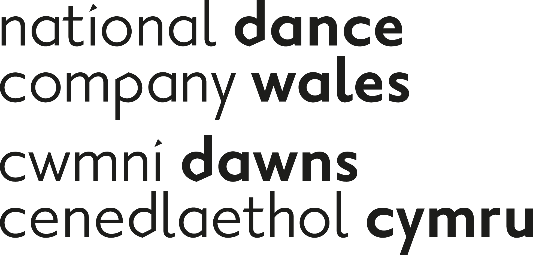 national dance
company wales
cwmni dawns
cenedlaethol cymru